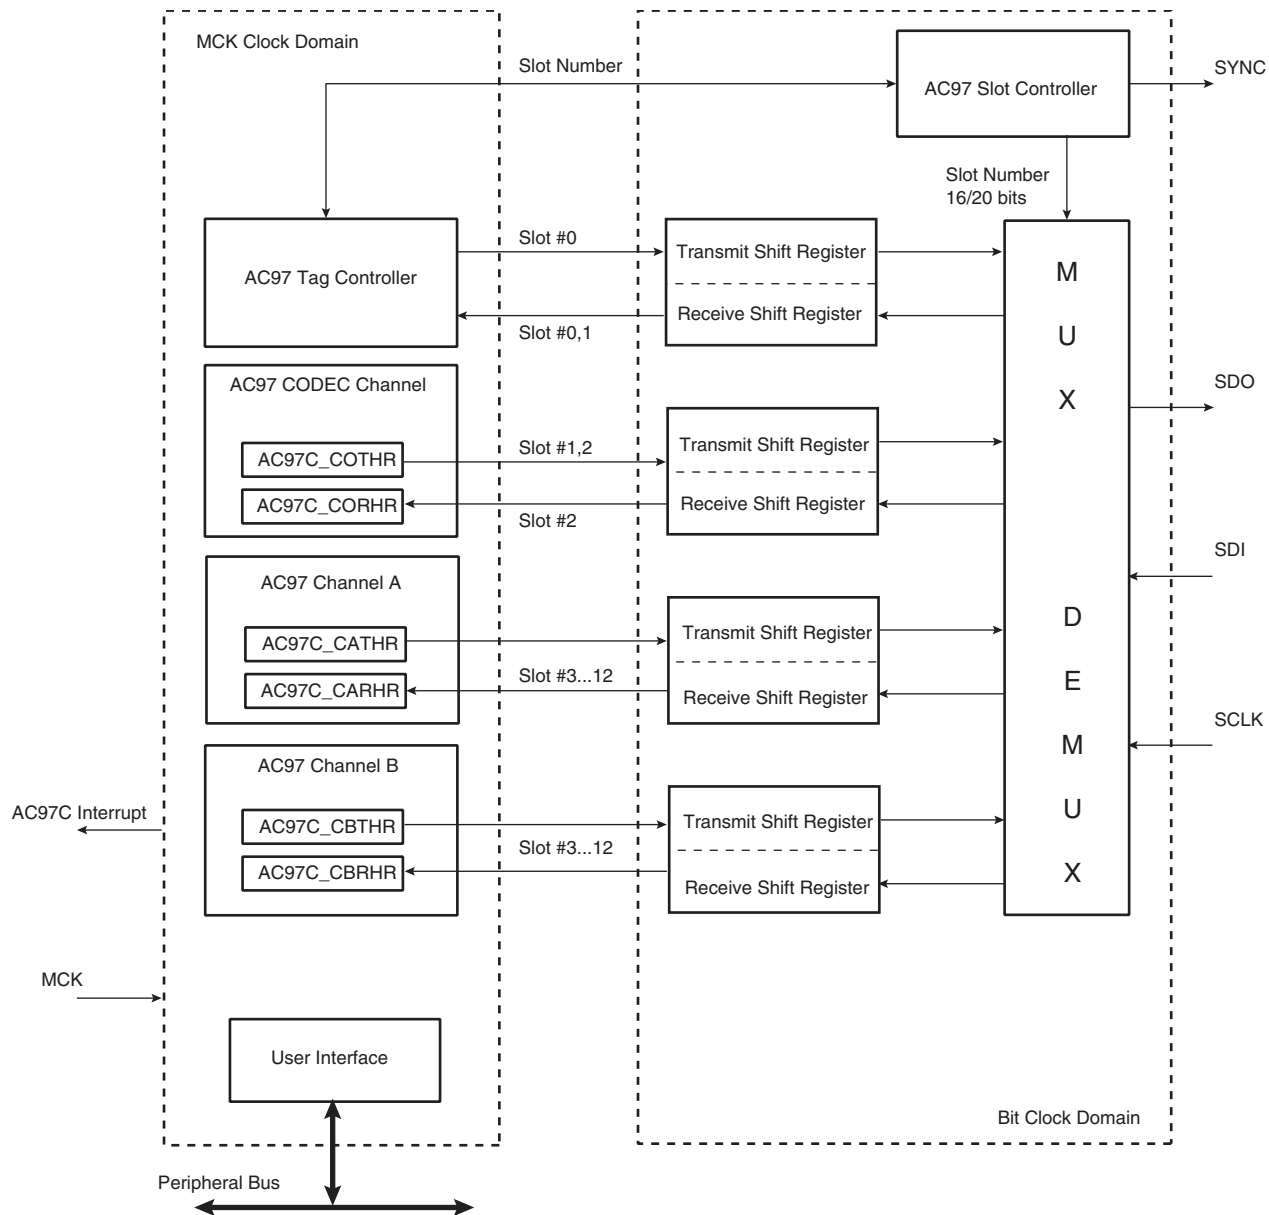 MCK Clock Domain
Slot Number
AC97 Slot Controller
SYNC
Slot Number
16/20 bits
AC97 Tag Controller
Slot #0
Slot #0,1
Transmit Shift Register
Receive Shift Register
M
U
X
D
E
M
U
X
AC97 CODEC Channel
AC97C_COTHR
AC97C_CORHR
Slot #1,2
Slot #2
Transmit Shift Register
Receive Shift Register
SDO
SDI
SCLK
AC97 Channel A
AC97C_CATHR
AC97C_CARHR
Slot #3...12
Transmit Shift Register
Receive Shift Register
AC97 Channel B
AC97C_CBTHR
AC97C_CBRHR
Slot #3...12
Transmit Shift Register
Receive Shift Register
AC97C Interrupt
MCK
User Interface
Bit Clock Domain
Peripheral Bus